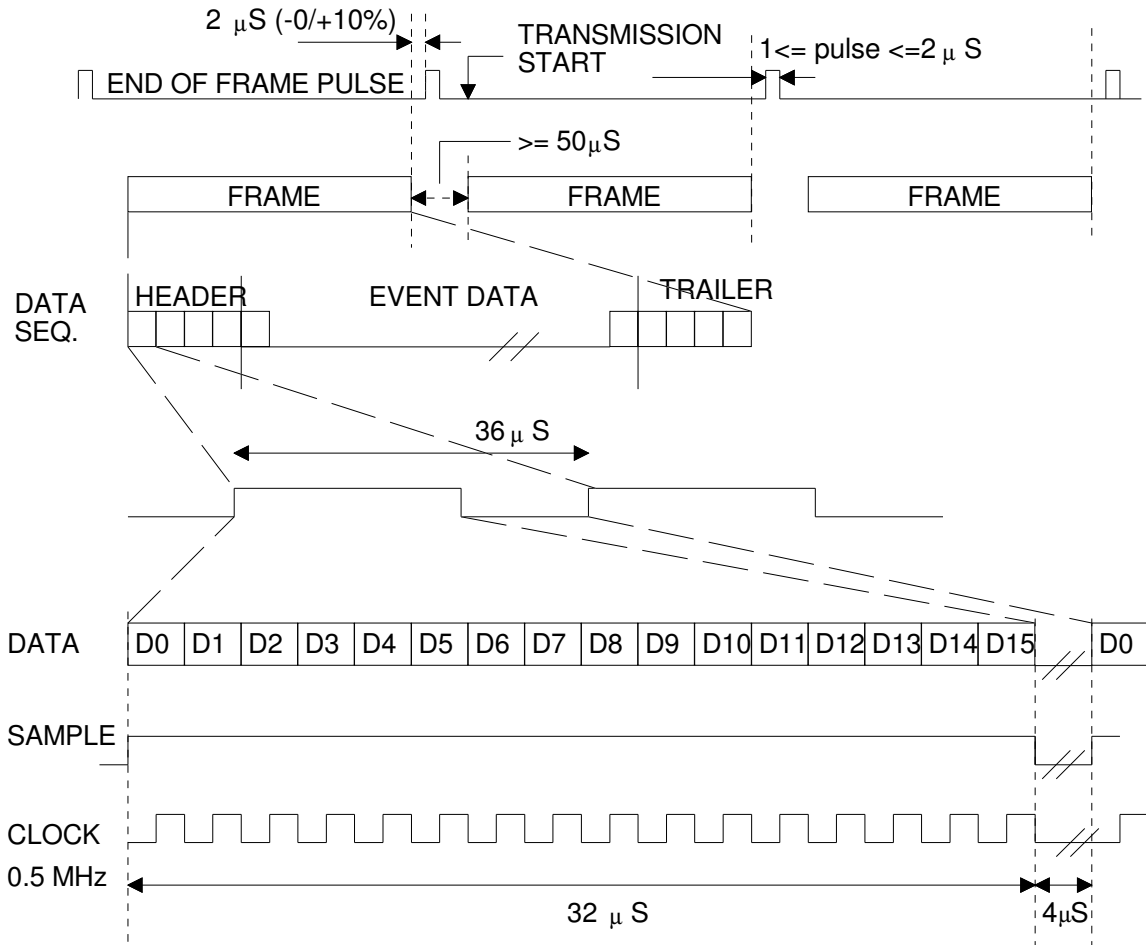 2 μS (-0/+10%)
TRANSMISSION
START
1<= pulse <=2 μ S
END OF FRAME PULSE
>= 50μS
FRAME FRAME FRAME
HEADER EVENT DATA TRAILER
DATA
SEQ.
36 μ S
DATA D0 D1 D2 D3 D4 D5 D6 D7 D8 D9 D10 D11 D12 D13 D14 D15 D0
SAMPLE
CLOCK
0.5 MHz
32 μ S 4μS